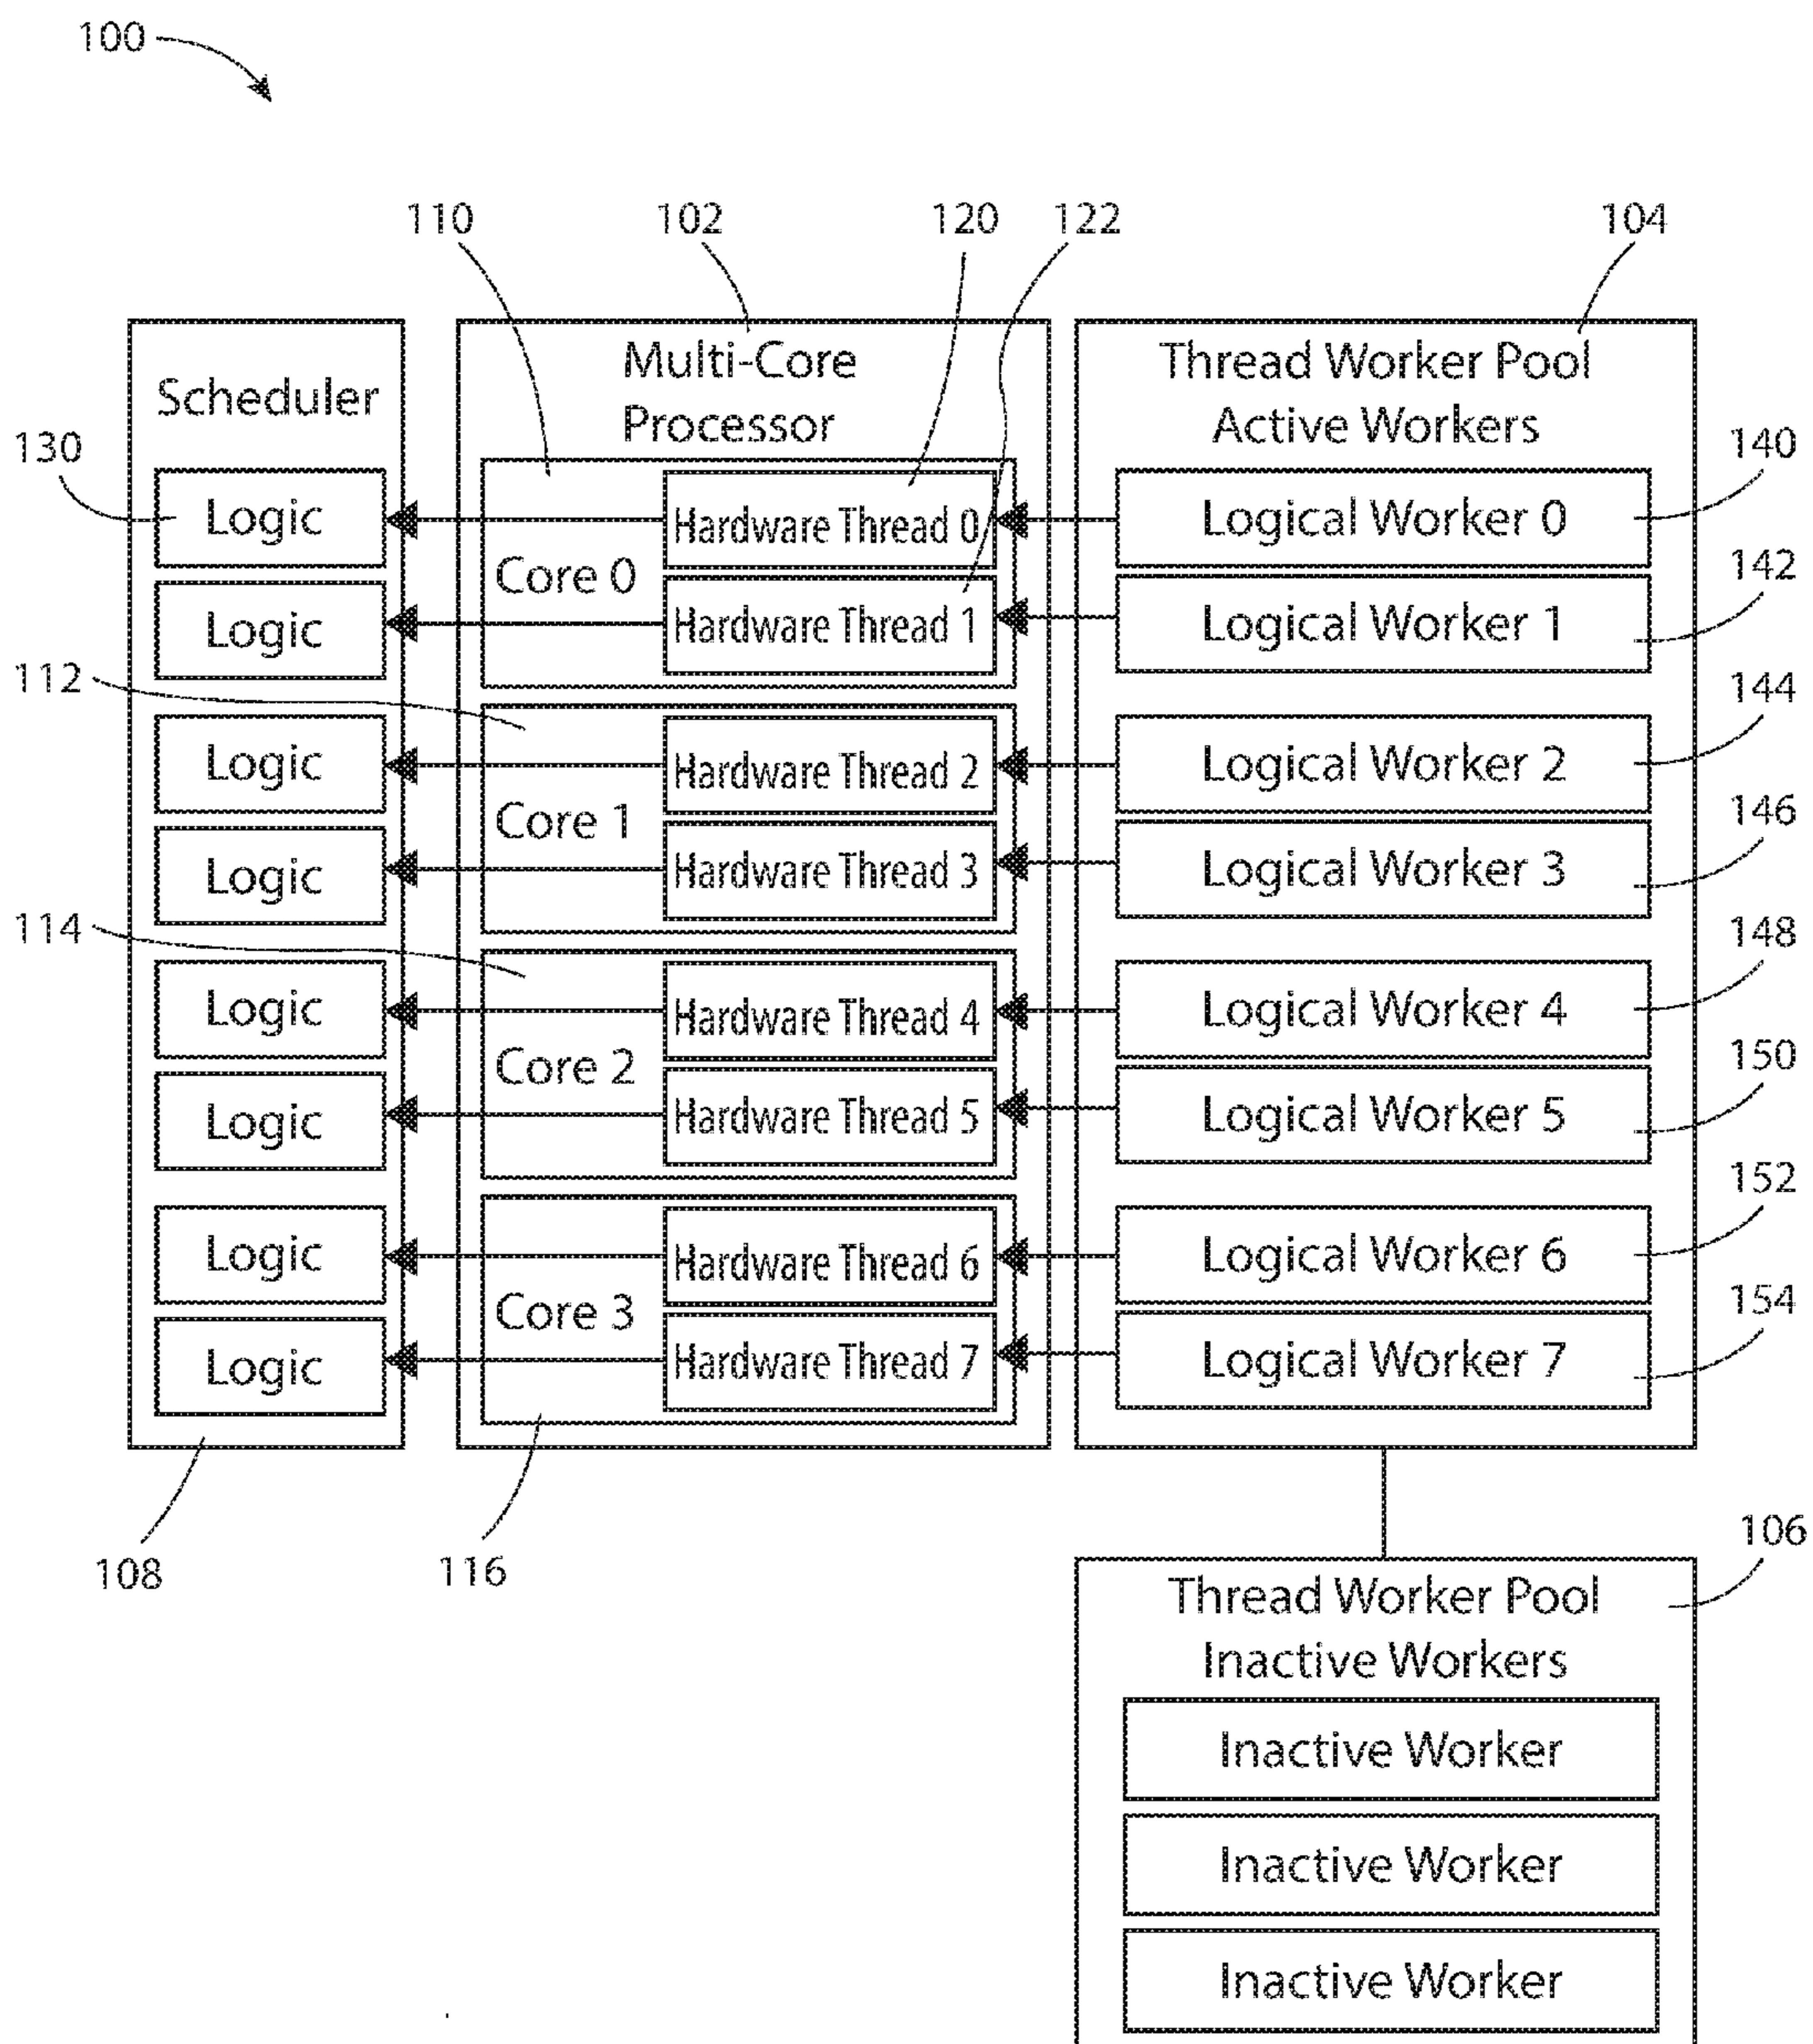 100
110
102
120
122
104
Scheduler
Multi-Core
Processor
Thread Worker Pool
Active Workers
130
140
Logic
Hardware Thread 0
Logical Worker 0
Core 0
142
Logic
Hardware Thread 1
Logical Worker 1
112
144
Logic
Hardware Thread 2
Logical Worker 2
Core 1
146
Logic
Hardware Thread 3
Logical Worker 3
114
148
Logic
Hardware Thread 4
Logical Worker 4
Core 2
150
Logic
Hardware Thread 5
Logical Worker 5
152
Logic
Hardware Thread 6
Logical Worker 6
Core 3
154
Logic
Hardware Thread 7
Logical Worker 7
108
116
106
Thread Worker Pool
Inactive Workers
Inactive Worker
Inactive Worker
Inactive Worker